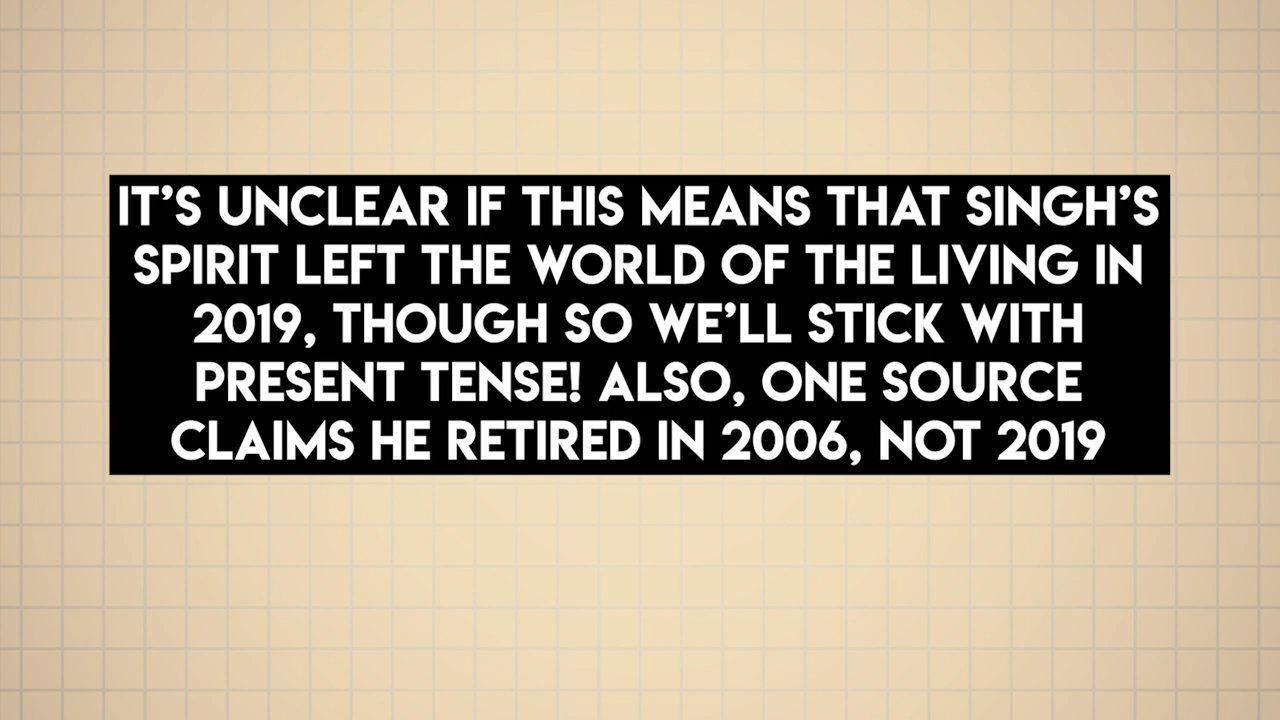 IT'S UNCLEAR IF THIS MEANS THAT SINGH'S
SPIRIT LEFT THE WORLD OF THE LIVING IN
2019, THOUGH SO WE'LL STICK WITH
PRESENT TENSE! ALSO, ONE SOURCE
CLAIMS HE RETIRED IN 2006, NOT 2019